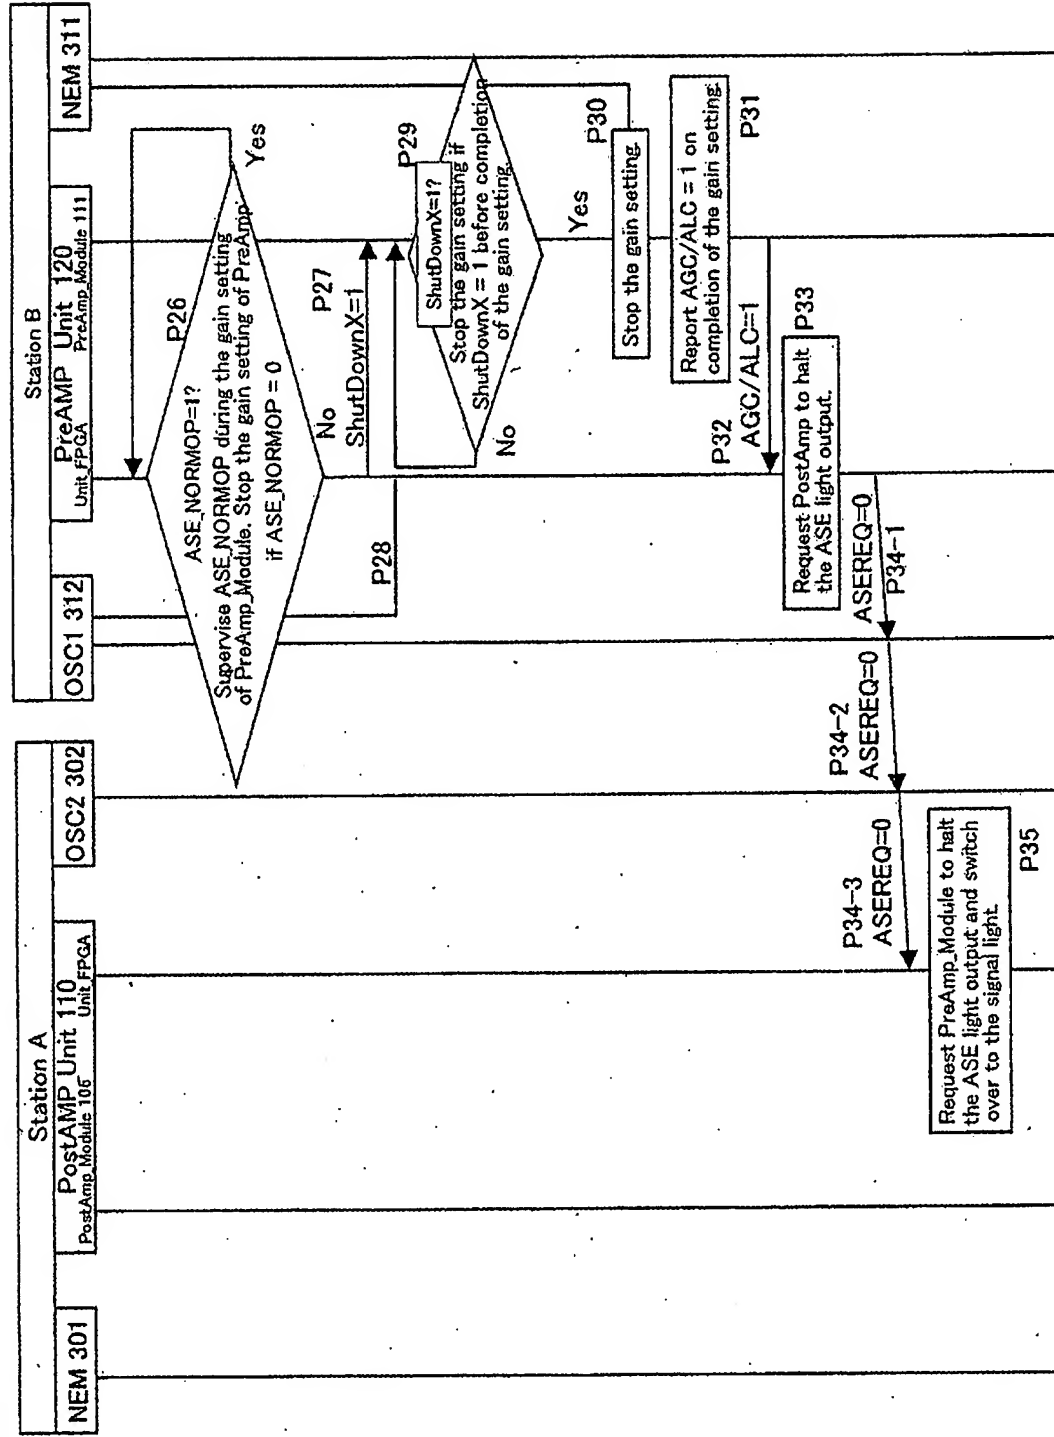 Station A
NEM 301
PostAMP Unit 110
PostAmp_Module 106
Unit_FPGA
OSC2 302
Station B
OSC1 312
PreAMP Unit 120
Unit_FPGA
PreAmp_Module 111
NEM 311
P26
ASE_NORMOP=1?
Supervise ASE_NORMOP during the gain setting
of PreAmp_Module. Stop the gain setting of PreAmp.
if ASE_NORMOP = 0
Yes
No
P27
ShutDownX=1
P28
P29
ShutDownX=1?
Stop the gain setting if
ShutDownX = 1 before completion
of the gain setting.
No
Yes
P30
Stop the gain setting.
Report AGC/ALC = 1 on
completion of the gain setting.
P31
P32
AGC/ALC=1
P33
Request PostAmp to halt
the ASE light output.
ASEREQ=0
P34-1
P34-2
ASEREQ=0
P34-3
ASEREQ=0
Request PreAmp_Module to halt
the ASE light output and switch
over to the signal light.
P35